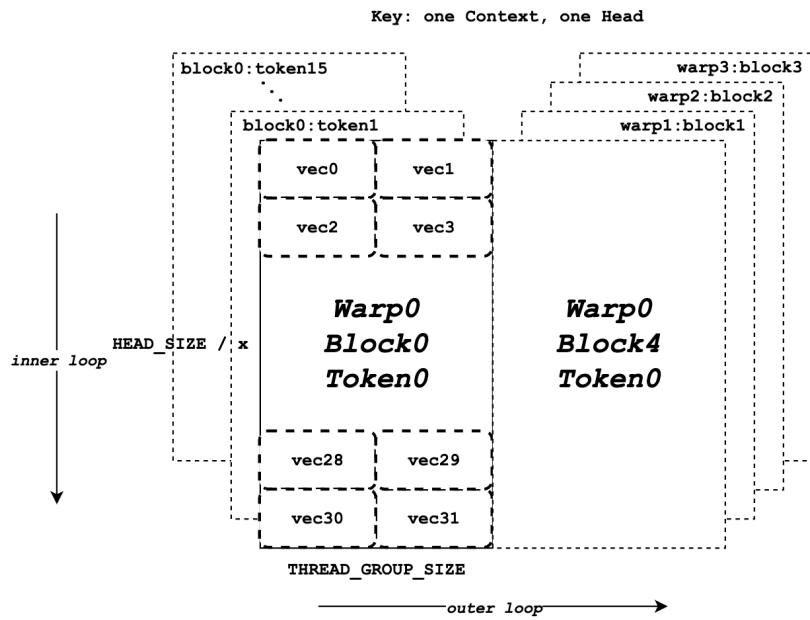 Key: one Context, one Head
block0:token15
warp3:block3
warp2:block2
block0:token1
warp1:block1
vec0
vec1
vec2
vec3
Warp0
Block0
Token0
Warp0
Block4
Token0
HEAD_SIZE / x
inner loop
vec28
vec29
vec30
vec31
THREAD_GROUP_SIZE
outer loop